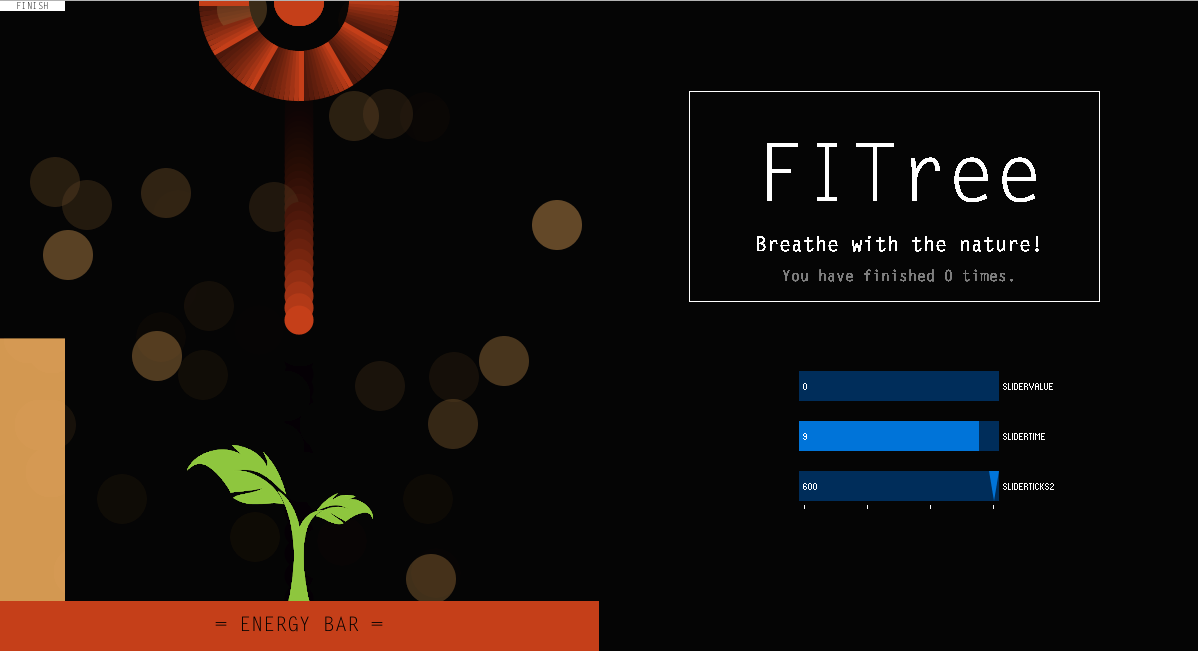 FINISH
FITree
Breathe with the nature!
You have finished 0 times.
0 SLIDERVALUE
9 SLIDERTIME
600 SLIDERTICKS2
= ENERGY BAR =